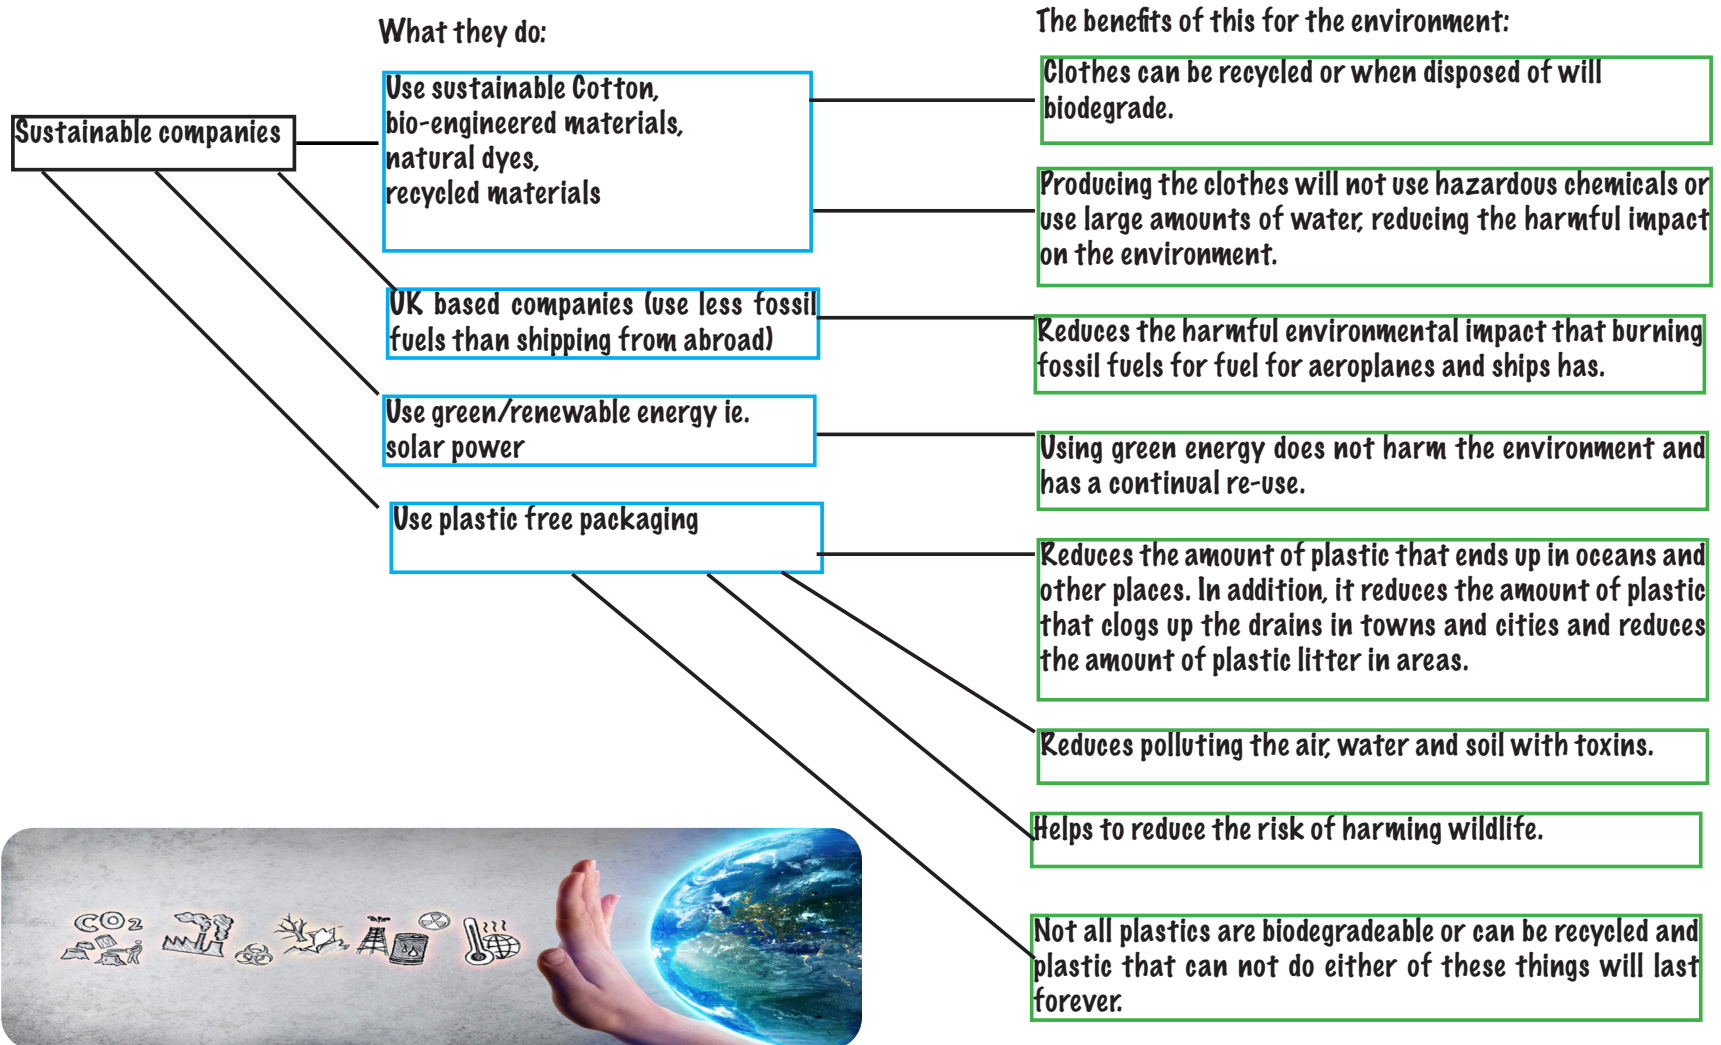 What they do:
The benefits of this for the environment:
Sustainable companies
Use sustainable Cotton,
bio-engineered materials,
natural dyes,
recycled materials
UK based companies (use less fossil
fuels than shipping from abroad)
Use green/renewable energy ie.
solar power
Use plastic free packaging
Clothes can be recycled or when disposed of will
biodegrade.
Producing the clothes will not use hazardous chemicals or
use large amounts of water, reducing the harmful impact
on the environment.
Reduces the harmful environmental impact that burning
fossil fuels for fuel for aeroplanes and ships has.
Using green energy does not harm the environment and
has a continual re-use.
Reduces the amount of plastic that ends up in oceans and
other places. In addition, it reduces the amount of plastic
that clogs up the drains in towns and cities and reduces
the amount of plastic litter in areas.
Reduces polluting the air, water and soil with toxins.
Helps to reduce the risk of harming wildlife.
Not all plastics are biodegradeable or can be recycled and
plastic that can not do either of these things will last
forever.
CO2